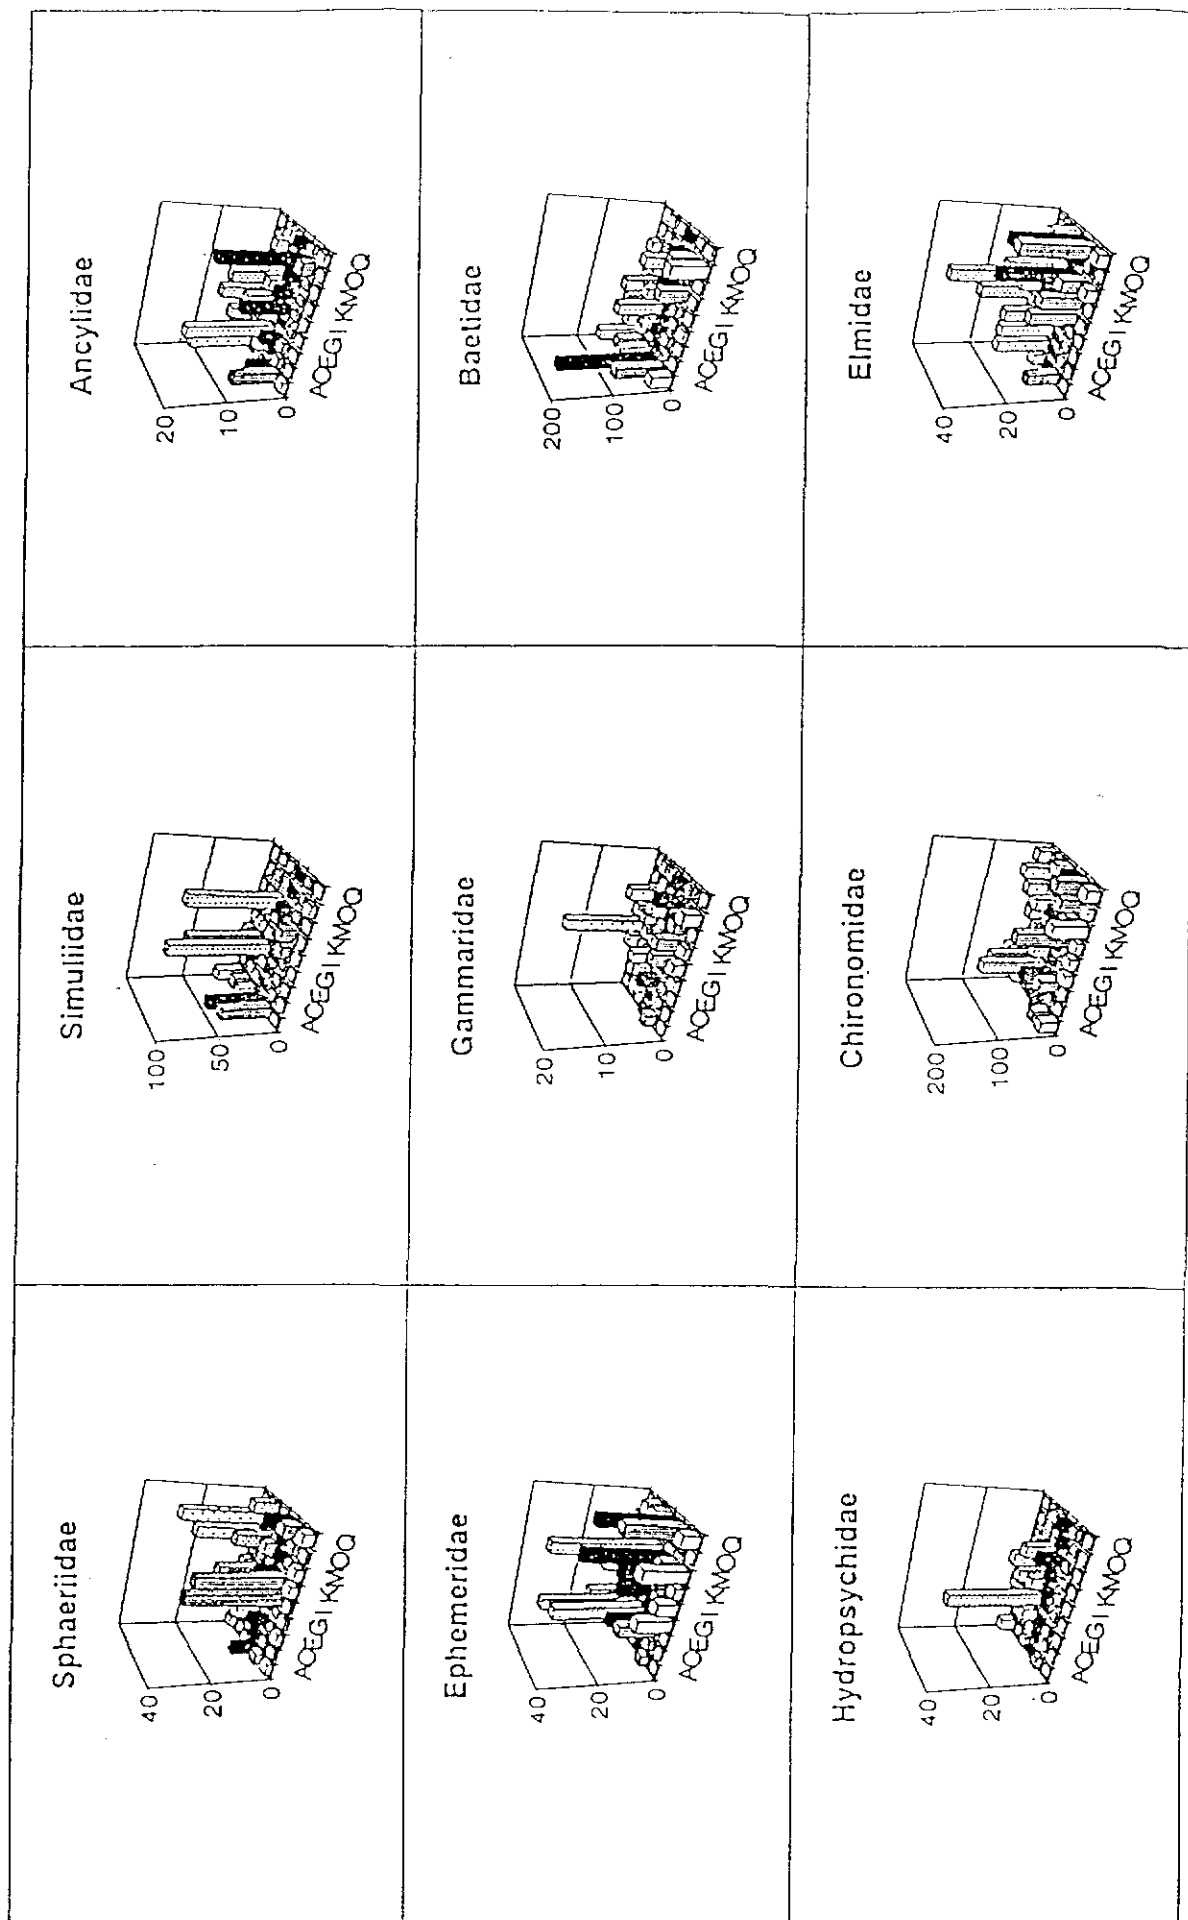 Ancylidae
20
10
0
ACEGIKMOQ
Baetidae
200
100
0
ACEGIKMOQ
Elmidae
40
20
0
ACEGIKMOQ
Simuliidae
100
50
0
ACEGIKMOQ
Gammaridae
20
10
0
ACEGIKMOQ
Chironomidae
200
100
0
ACEGIKMOQ
Sphaeriidae
40
20
0
ACEGIKMOQ
Ephemeridae
40
20
0
ACEGIKMOQ
Hydropsychidae
40
20
0
ACEGIKMOQ